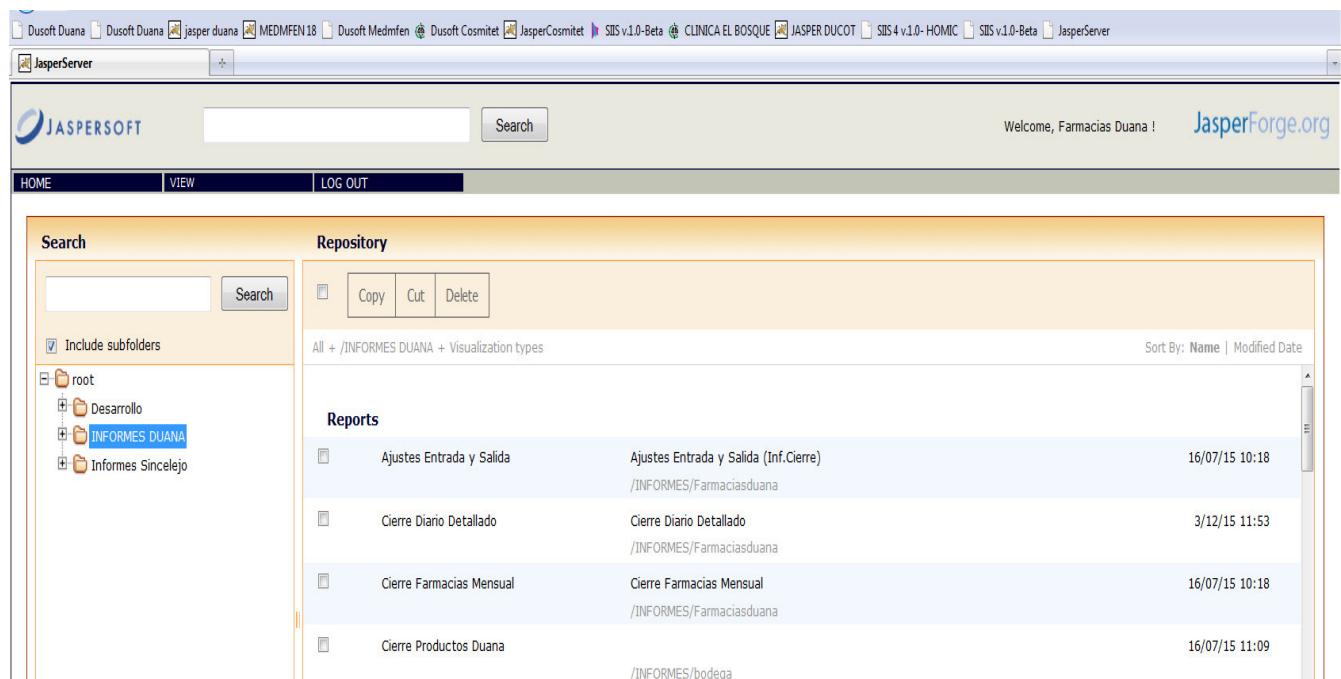 Dusoft Duana Dusoft Duana jasper duana MEDMFEN 18 Dusoft Medmfen Dusoft Cosmitet JasperCosmitet SIIS v.1.0-Beta CLINICA EL BOSQUE JASPER DUCOT SIIS 4 v.1.0- HOMIC SIIS v.1.0-Beta JasperServer
JasperServer
JASPERSOFT Search Welcome, Farmacias Duana ! JasperForge.org
HOME VIEW LOG OUT
Search Repository
Search Copy Cut Delete
Include subfolders All + /INFORMES DUANA + Visualization types Sort By: Name | Modified Date
root
Desarrollo
Reports
INFORMES DUANA
Informes Sincelejo
Ajustes Entrada y Salida Ajustes Entrada y Salida (Inf.Cierre) 16/07/15 10:18
/INFORMES/Farmaciasduana
Cierre Diario Detallado Cierre Diario Detallado 3/12/15 11:53
/INFORMES/Farmaciasduana
Cierre Farmacias Mensual Cierre Farmacias Mensual 16/07/15 10:18
/INFORMES/Farmaciasduana
Cierre Productos Duana 16/07/15 11:09
/INFORMES/bodega